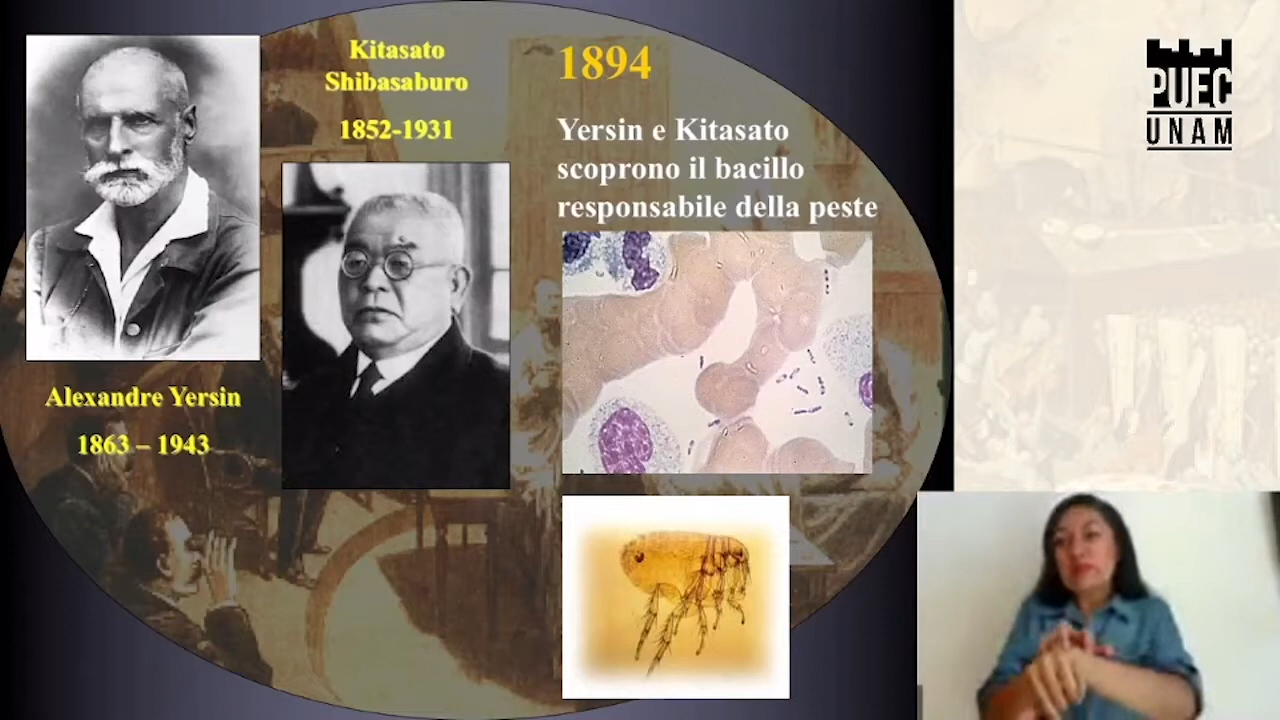 Kitasato
Shibasaburo
1852-1931
Alexandre Yersin
1863 – 1943
1894
Yersin e Kitasato
scoprono il bacillo
responsabile della peste
PUEC
UNAM